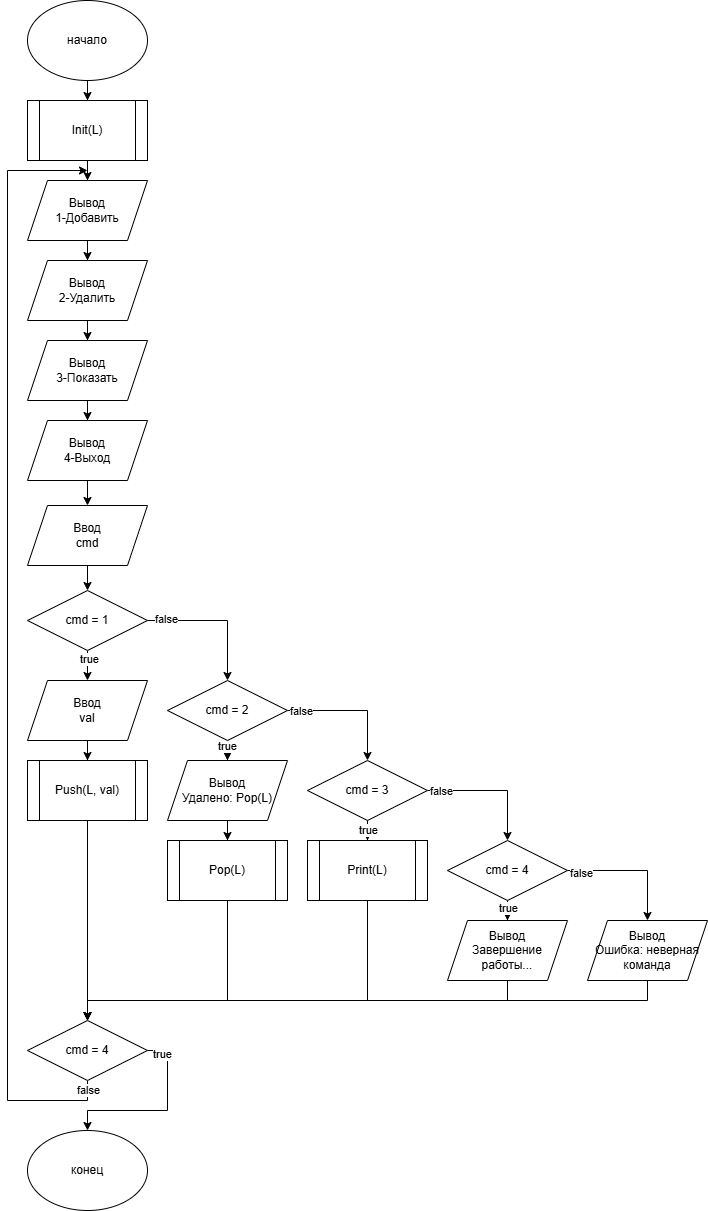 начало
Init(L)
Вывод
1-Добавить
Вывод
2-Удалить
Вывод
3-Показать
Вывод
4-Выход
Ввод
cmd
cmd = 1
false
true
Ввод
val
Push(L, val)
cmd = 2
false
true
Вывод
Удалено: Pop(L)
Pop(L)
cmd = 3
false
true
Print(L)
cmd = 4
false
true
Вывод
Завершение
работы...
Вывод
Ошибка: неверная
команда
cmd = 4
true
false
конец